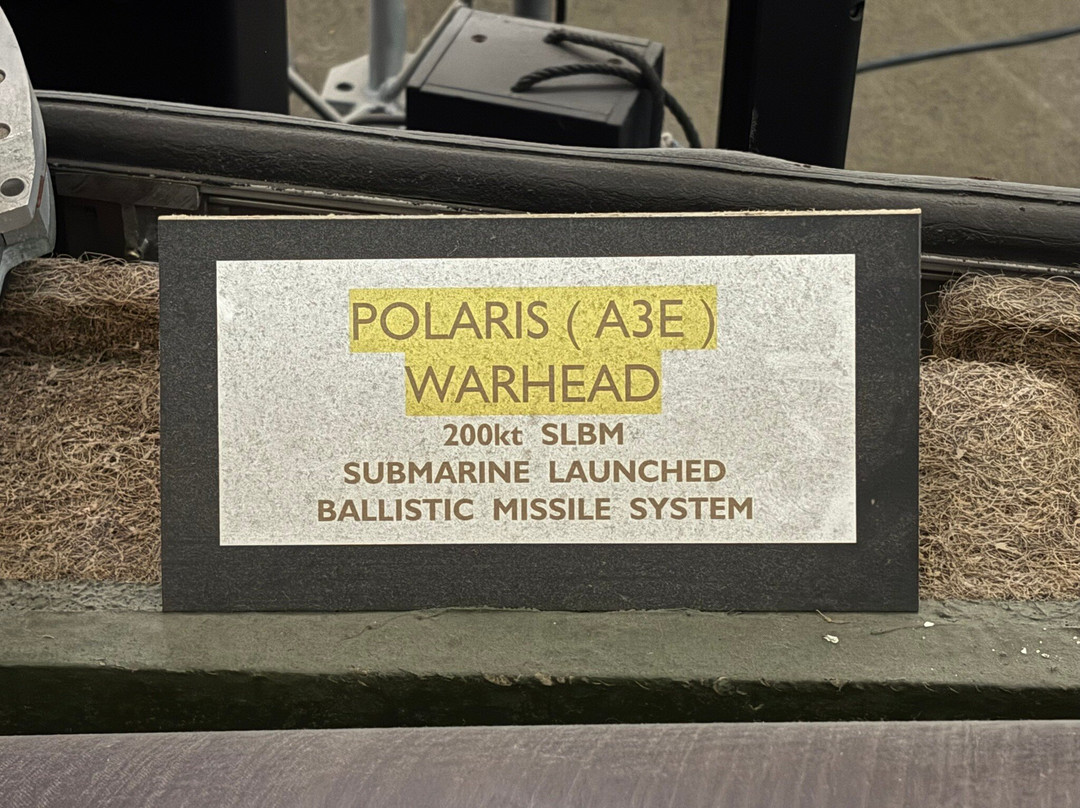 POLARIS ( A3E )
WARHEAD
200kt SLBM
SUBMARINE LAUNCHED
BALLISTIC MISSILE SYSTEM